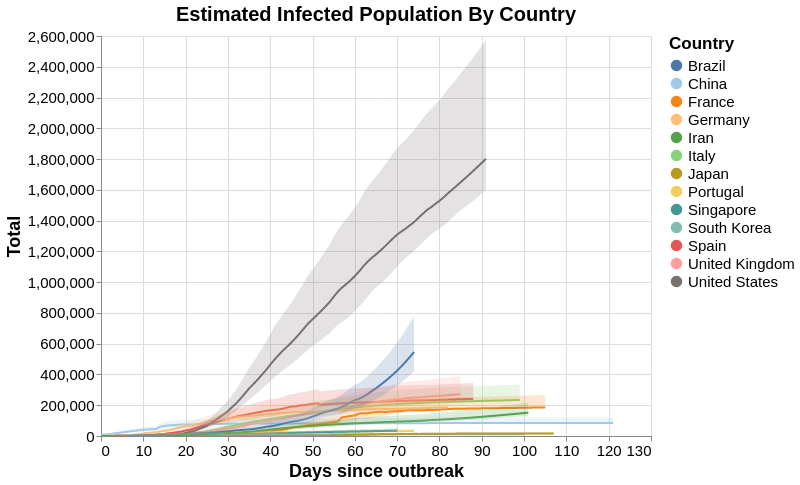 Estimated Infected Population By Country
Total
2,600,000
2,400,000
2,200,000
2,000,000
1,800,000
1,600,000
1,400,000
1,200,000
1,000,000
800,000
600,000
400,000
200,000
0
0 10 20 30 40 50 60 70 80 90 100 110 120 130
Days since outbreak
Country
Brazil
China
France
Germany
Iran
Italy
Japan
Portugal
Singapore
South Korea
Spain
United Kingdom
United States